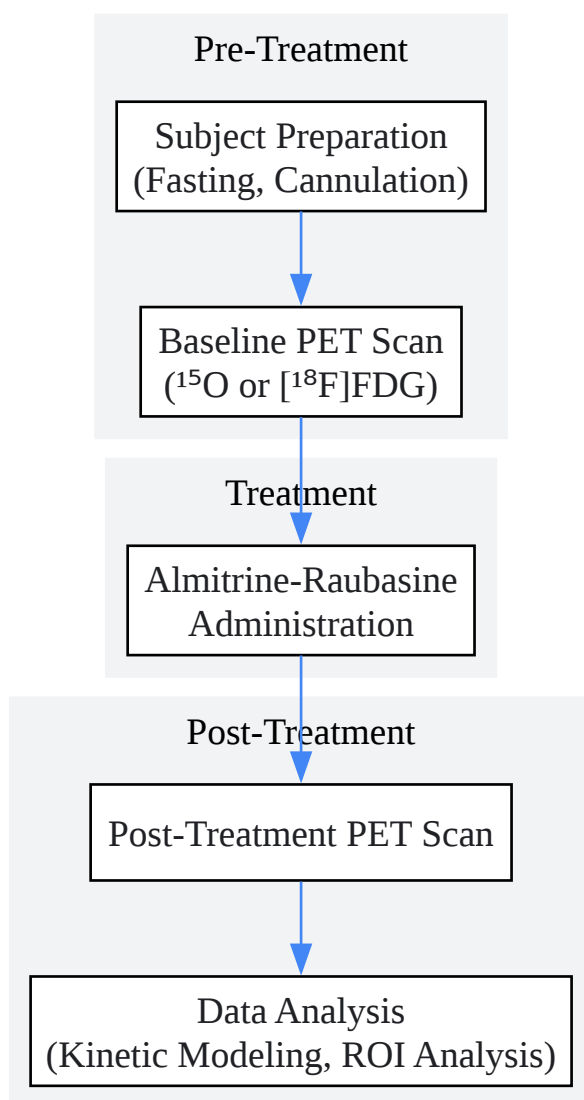 Pre-Treatment
Subject Preparation
(Fasting, Cannulation)
Baseline PET Scan
(¹⁵O or [¹⁸F]FDG)
Treatment
Almitrine-Raubasine
Administration
Post-Treatment
Post-Treatment PET Scan
Data Analysis
(Kinetic Modeling, ROI Analysis)